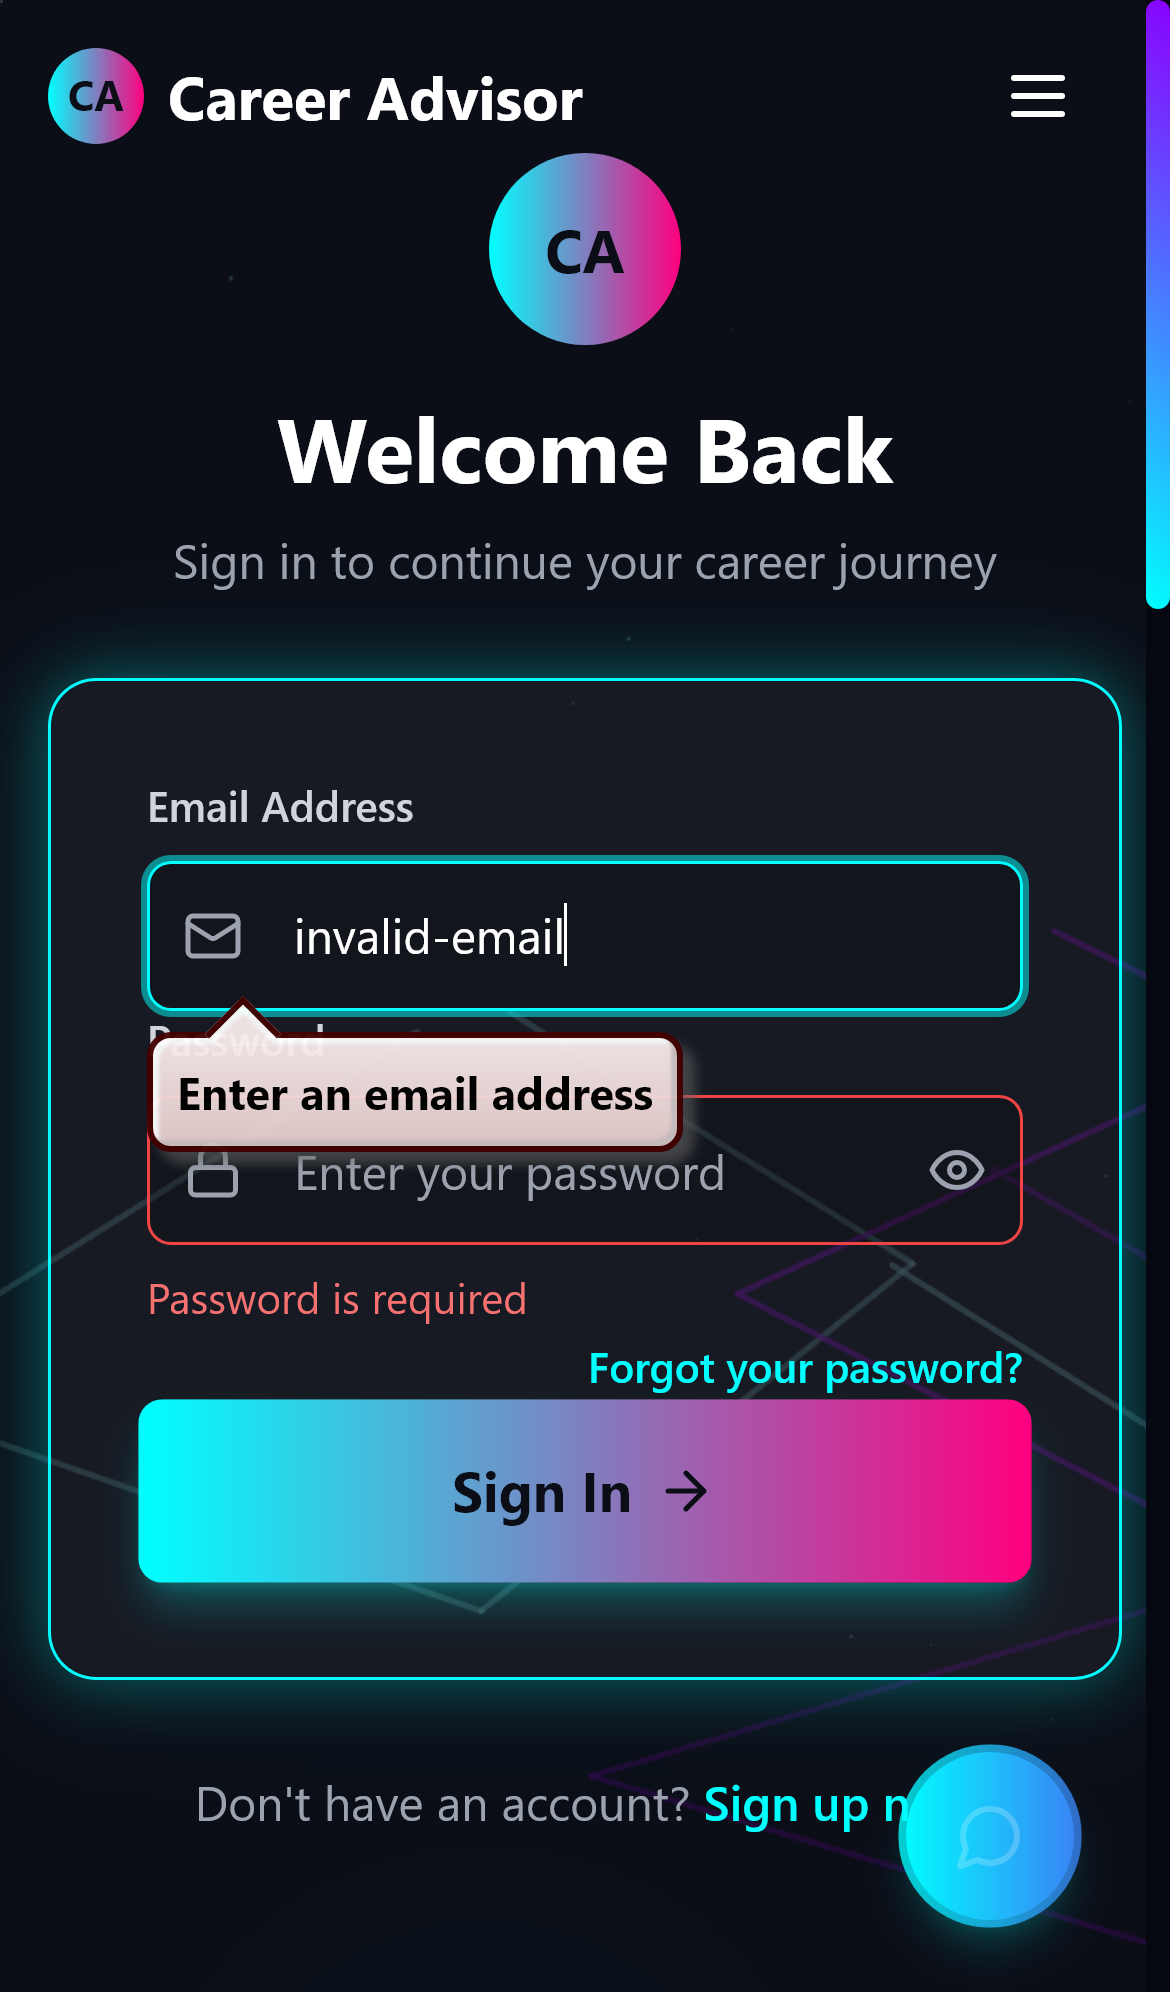 CA
Career Advisor
CA
Welcome Back
Sign in to continue your career journey
Email Address
invalid-email
Password
Enter an email address
Enter your password
Password is required
Forgot your password?
Sign In
Don't have an account? Sign up